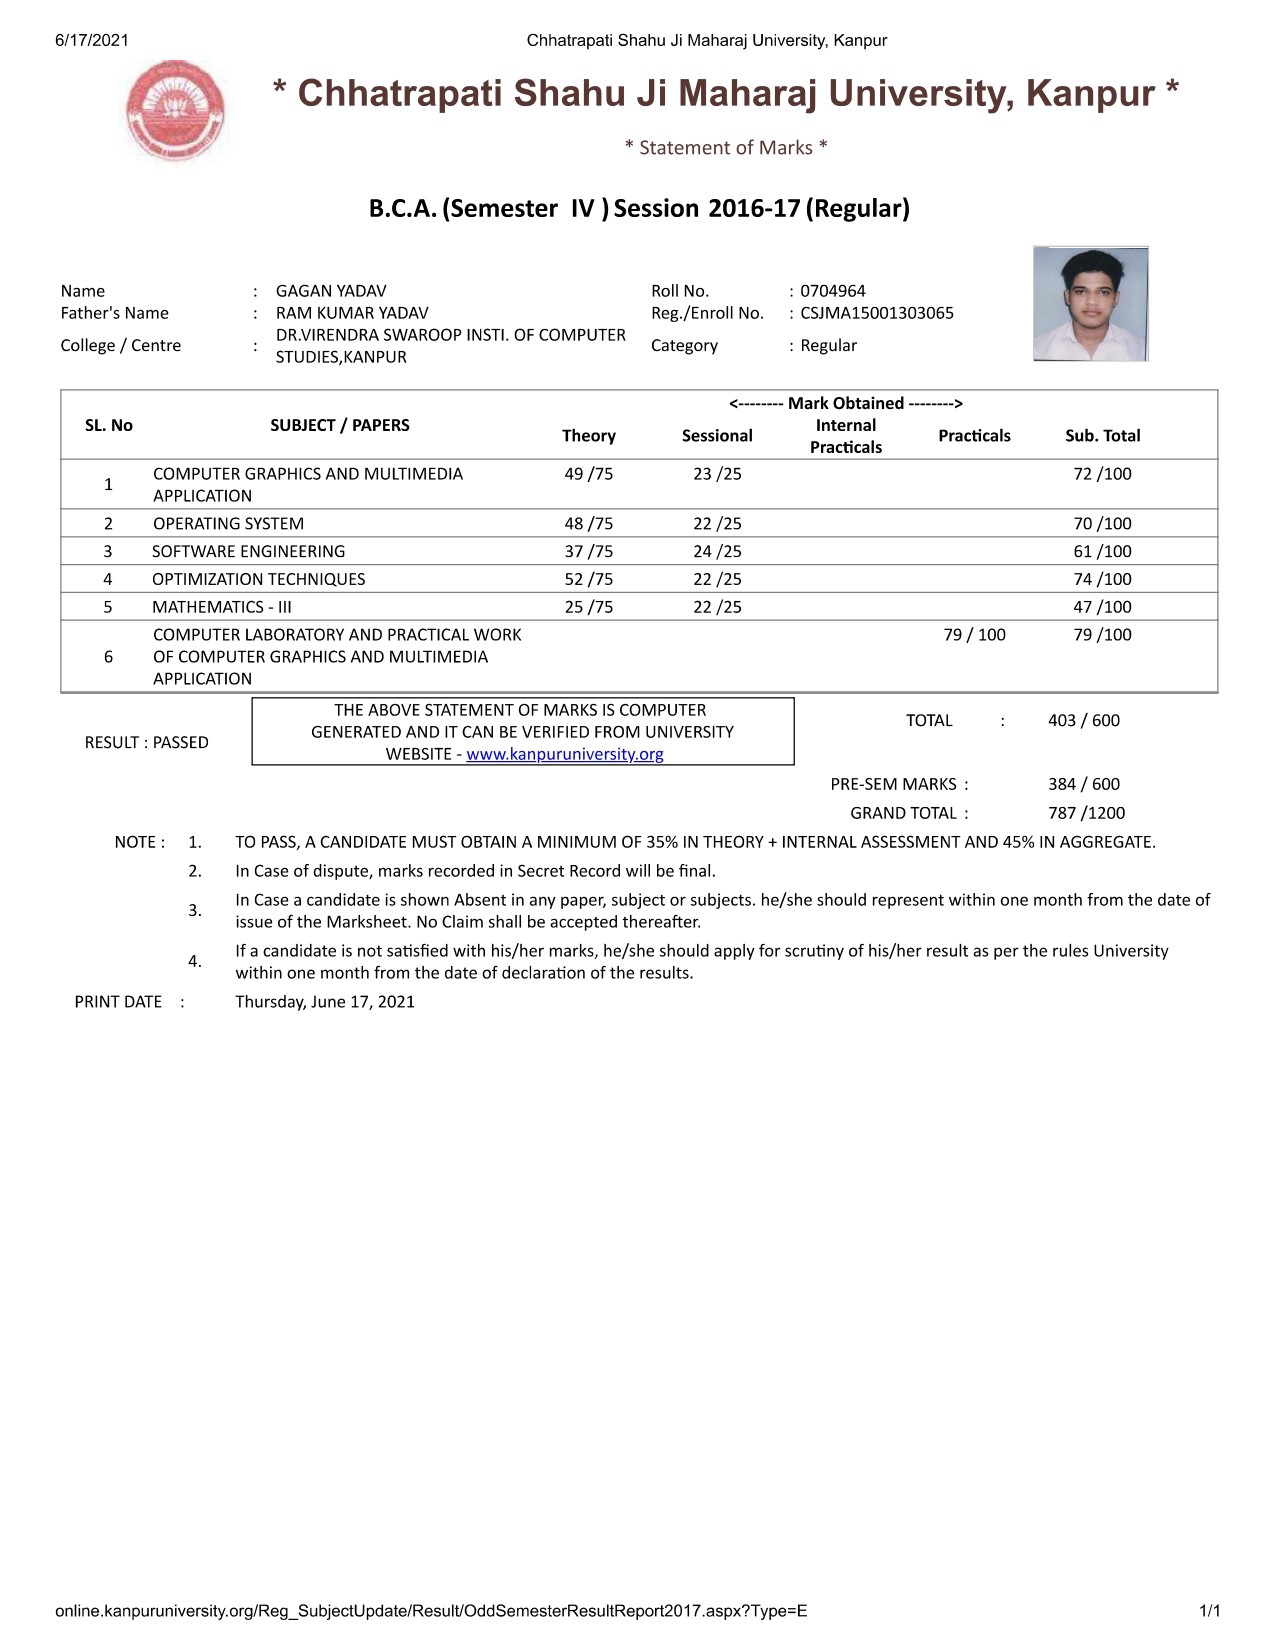 6/17/2021 Chhatrapati Shahu Ji Maharaj University, Kanpur
* Chhatrapati Shahu Ji Maharaj University, Kanpur *
* Statement of Marks *
B.C.A. (Semester IV ) Session 2016-17 (Regular)
Name : GAGAN YADAV Roll No. : 0704964
Father's Name : RAM KUMAR YADAV Reg./Enroll No. : CSJMA15001303065
College / Centre : DR.VIRENDRA SWAROOP INSTI. OF COMPUTER
STUDIES,KANPUR Category : Regular
<-------- Mark Obtained -------->
SL. No SUBJECT / PAPERS Theory Sessional Internal
Practicals Practicals Sub. Total
1 COMPUTER GRAPHICS AND MULTIMEDIA 49 /75 23 /25 72 /100
APPLICATION
2 OPERATING SYSTEM 48 /75 22 /25 70 /100
3 SOFTWARE ENGINEERING 37 /75 24 /25 61 /100
4 OPTIMIZATION TECHNIQUES 52 /75 22 /25 74 /100
5 MATHEMATICS - III 25 /75 22 /25 47 /100
COMPUTER LABORATORY AND PRACTICAL WORK 79 / 100 79 /100
6 OF COMPUTER GRAPHICS AND MULTIMEDIA
APPLICATION
RESULT : PASSED
THE ABOVE STATEMENT OF MARKS IS COMPUTER
GENERATED AND IT CAN BE VERIFIED FROM UNIVERSITY
WEBSITE - www.kanpuruniversity.org
TOTAL : 403 / 600
PRE-SEM MARKS : 384 / 600
GRAND TOTAL : 787 /1200
NOTE : 1. TO PASS, A CANDIDATE MUST OBTAIN A MINIMUM OF 35% IN THEORY + INTERNAL ASSESSMENT AND 45% IN AGGREGATE.
2. In Case of dispute, marks recorded in Secret Record will be final.
3. In Case a candidate is shown Absent in any paper, subject or subjects. he/she should represent within one month from the date of
issue of the Marksheet. No Claim shall be accepted thereafter.
4. If a candidate is not satisfied with his/her marks, he/she should apply for scrutiny of his/her result as per the rules University
within one month from the date of declaration of the results.
PRINT DATE : Thursday, June 17, 2021
online.kanpuruniversity.org/Reg_SubjectUpdate/Result/OddSemesterResultReport2017.aspx?Type=E 1/1